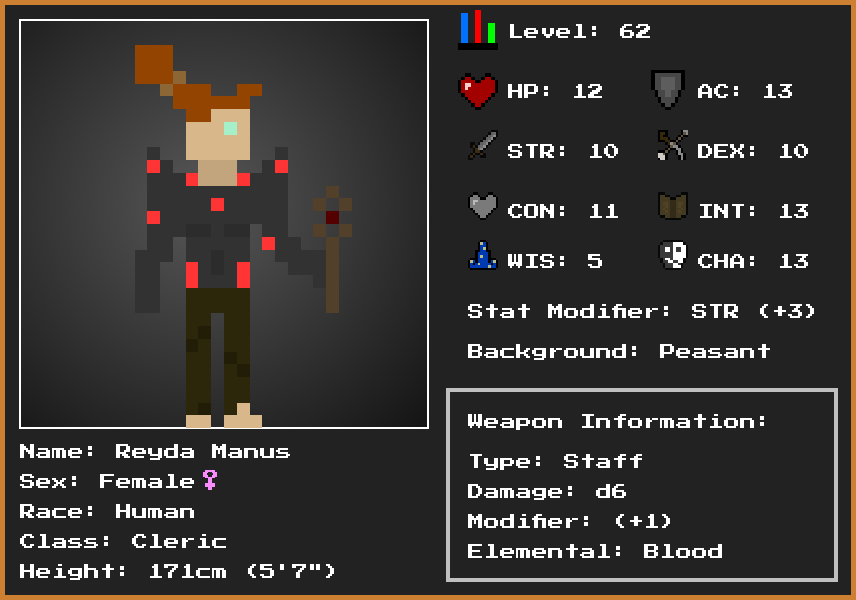 Level: 62
HP: 12 AC: 13
STR: 10 DEX: 10
CON: 11 INT: 13
WIS: 5 CHA: 13
Stat Modifier: STR (+3)
Background: Peasant
Weapon Information:
Type: Staff
Damage: d6
Modifier: (+1)
Elemental: Blood
Name: Reyda Manus
Sex: Female♀
Race: Human
Class: Cleric
Height: 171cm (5'7")